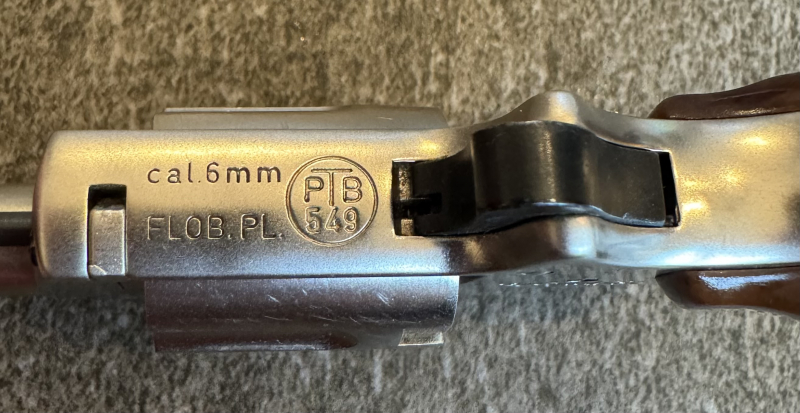 cal.6mm
FLOB.PL.
PTB
549